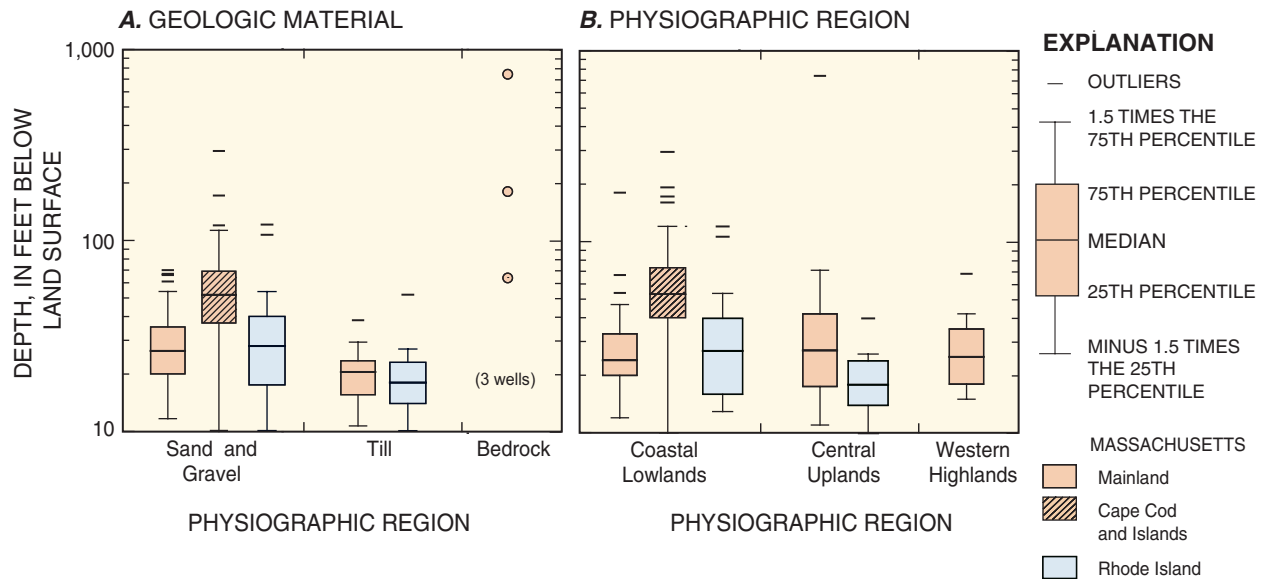 A. GEOLOGIC MATERIAL
B. PHYSIOGRAPHIC REGION
DEPTH, IN FEET BELOW
LAND SURFACE
1,000
100
10
(3 wells)
Sand and
Gravel
Till
Bedrock
PHYSIOGRAPHIC REGION
Coastal
Lowlands
Central
Uplands
Western
Highlands
PHYSIOGRAPHIC REGION
EXPLANATION
OUTLIERS
1.5 TIMES THE
75TH PERCENTILE
75TH PERCENTILE
MEDIAN
25TH PERCENTILE
MINUS 1.5 TIMES
THE 25TH
PERCENTILE
MASSACHUSETTS
Mainland
Cape Cod
and Islands
Rhode Island